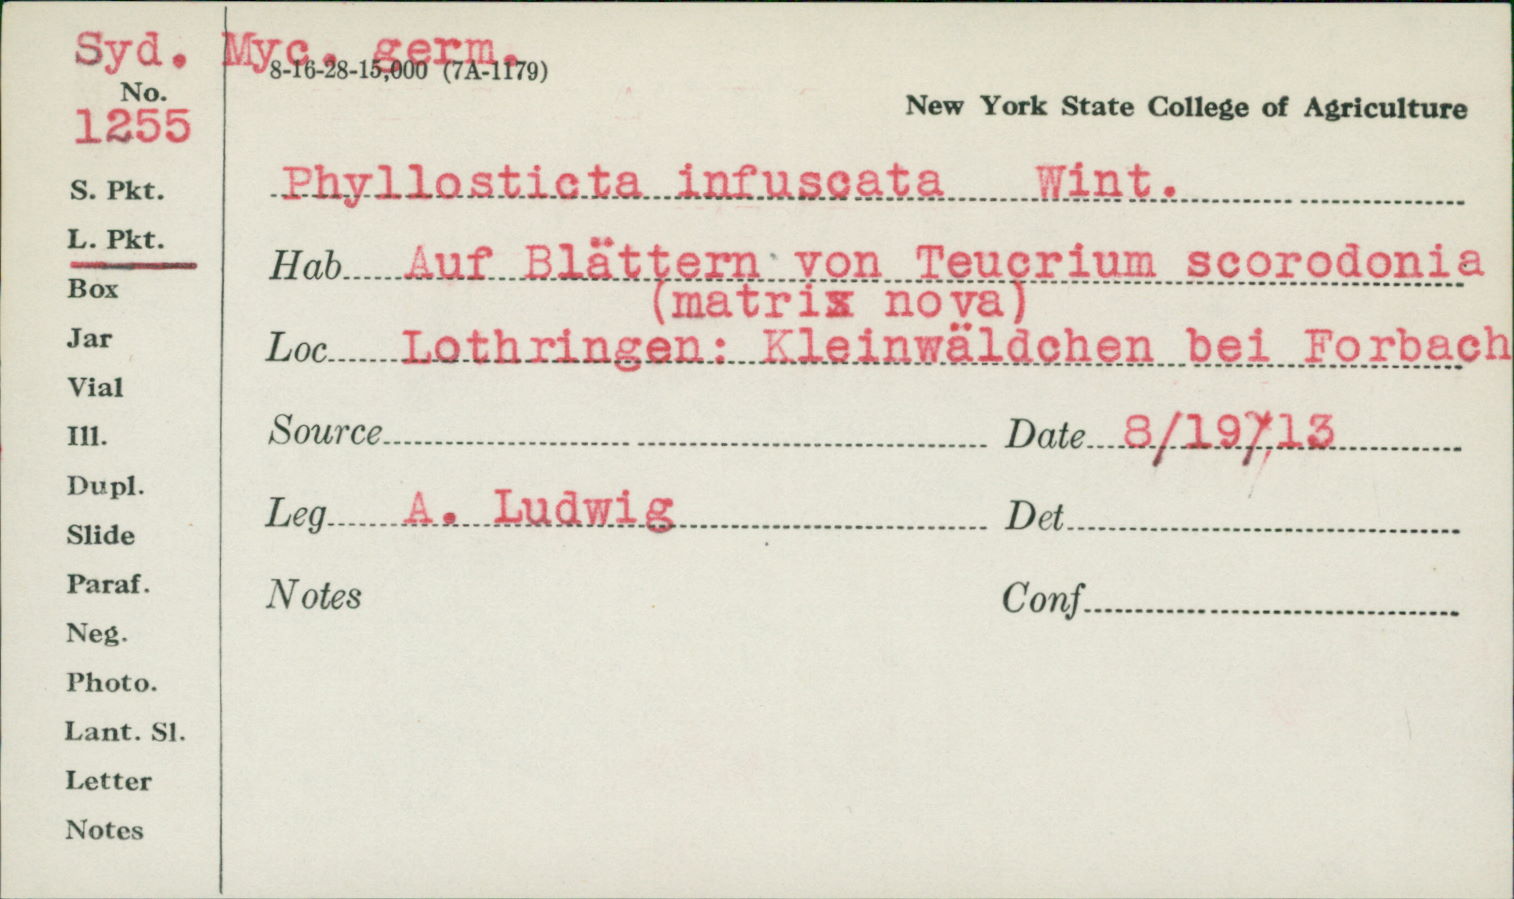 Syd. Myc. germ.
8-16-28-15,000 (7A-1179)
No.
1255
New York State College of Agriculture
S. Pkt.
Phyllosticta infuscata Wint.
L. Pkt.
Hab. Auf Blättern von Teucrium scorodonia
(matrix nova)
Box
Jar
Loc. Lothringen: Kleinwäldchen bei Forbach
Vial
Ill.
Source
Date 8/19/13
Dupl.
Leg. A. Ludwig
Det.
Slide
Paraf.
Notes
Conf.
Neg.
Photo.
Lant. Sl.
Letter
Notes